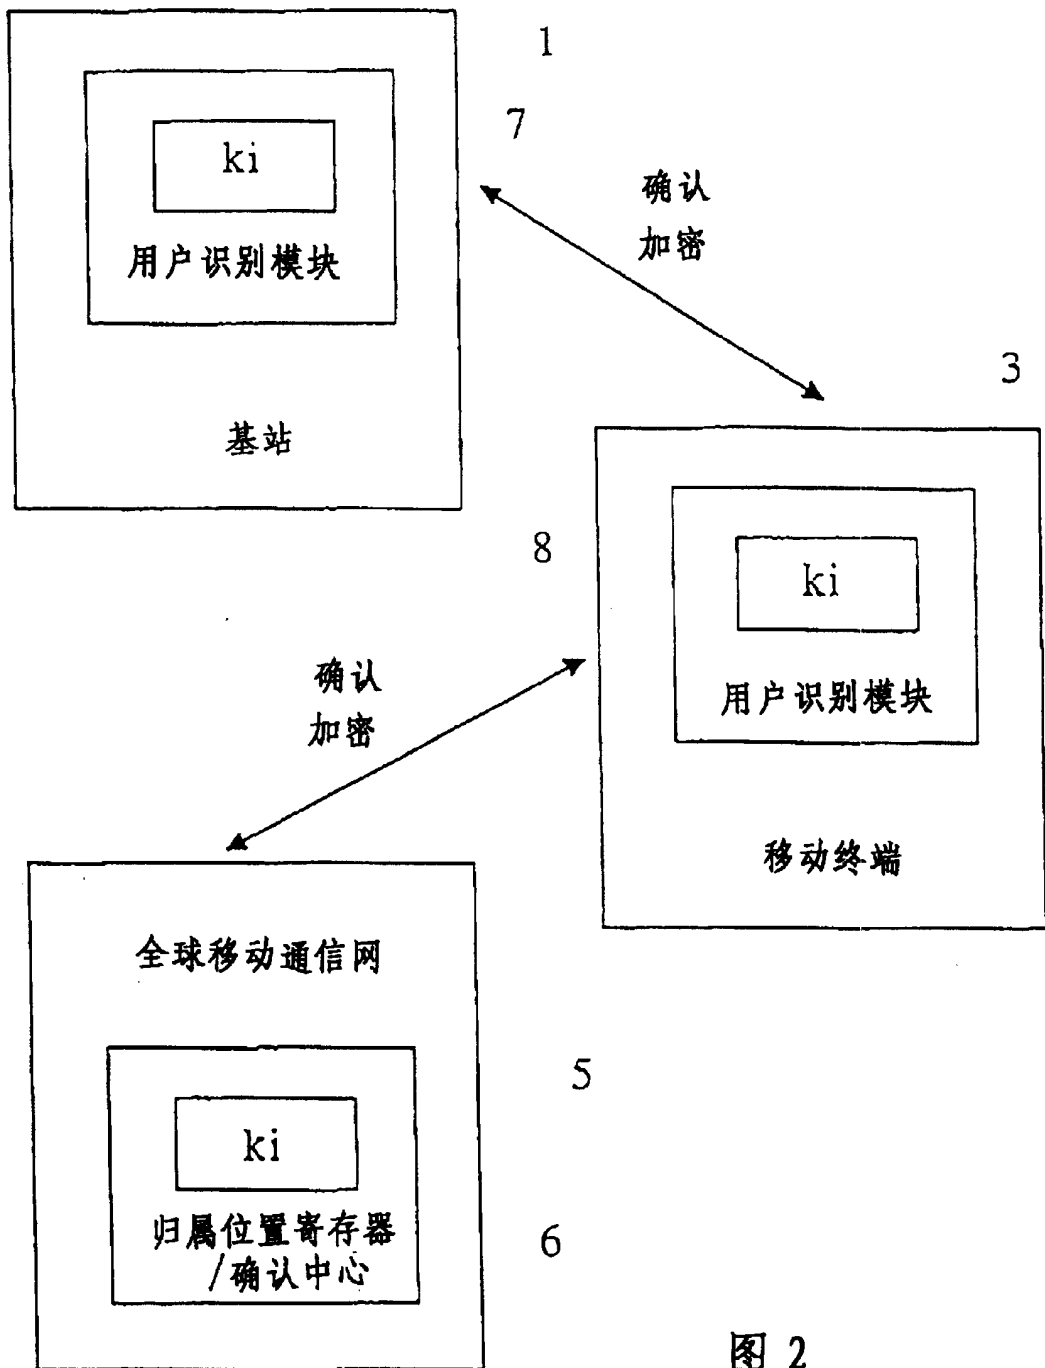 1
7
ki
用户识别模块
基站
确认
加密
3
8
ki
用户识别模块
移动终端
确认
加密
全球移动通信网
5
ki
归属位置寄存器
/确认中心
6
图 2